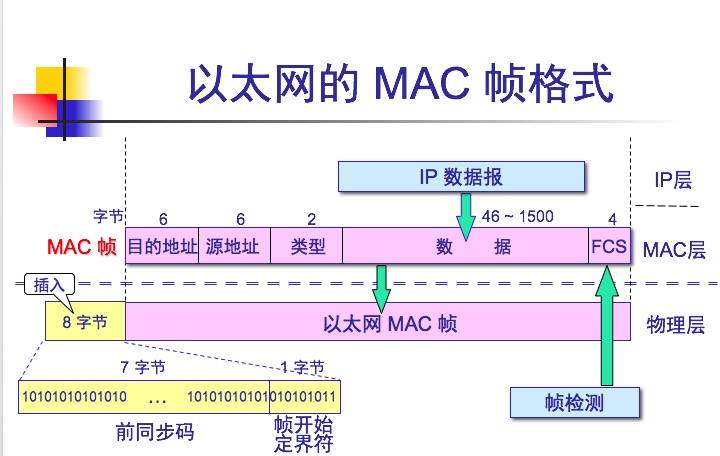 以太网的 MAC 帧格式
IP 数据报
IP层
字节 6 6 2 46 ~ 1500 4
MAC 帧 目的地址 源地址 类型 数 据 FCS MAC层
插入
8 字节 以太网 MAC 帧 物理层
7 字节 1 字节
10101010101010 … 10101010101010101011
前同步码
帧开始
定界符
帧检测